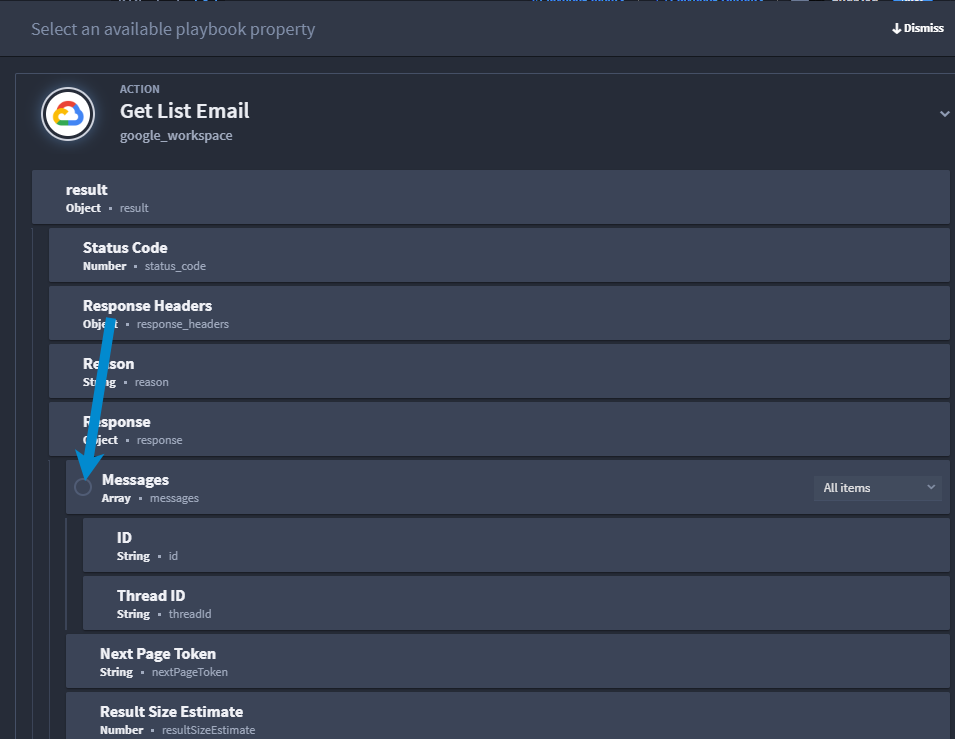 Select an available playbook property
Dismiss
ACTION
Get List Email
google_workspace
result
Object • result
Status Code
Number • status_code
Response Headers
Object • response_headers
Reason
String • reason
Response
Object • response
Messages
Array • messages
All items
ID
String • id
Thread ID
String • threadId
Next Page Token
String • nextPageToken
Result Size Estimate
Number • resultSizeEstimate